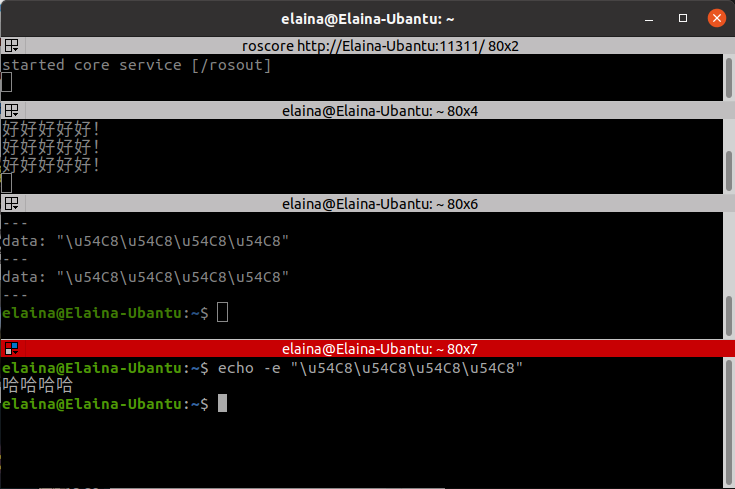 elaina@Elaina-Ubantu: ~
roscore http://Elaina-Ubantu:11311/ 80x2
started core service [/rosout]
elaina@Elaina-Ubantu: ~ 80x4
好好好好好!
好好好好好!
好好好好好!
elaina@Elaina-Ubantu: ~ 80x6
---
data: "\u54C8\u54C8\u54C8\u54C8"
---
data: "\u54C8\u54C8\u54C8\u54C8"
---
elaina@Elaina-Ubantu:~$
elaina@Elaina-Ubantu: ~ 80x7
elaina@Elaina-Ubantu:~$ echo -e "\u54C8\u54C8\u54C8\u54C8"
哈哈哈哈
elaina@Elaina-Ubantu:~$